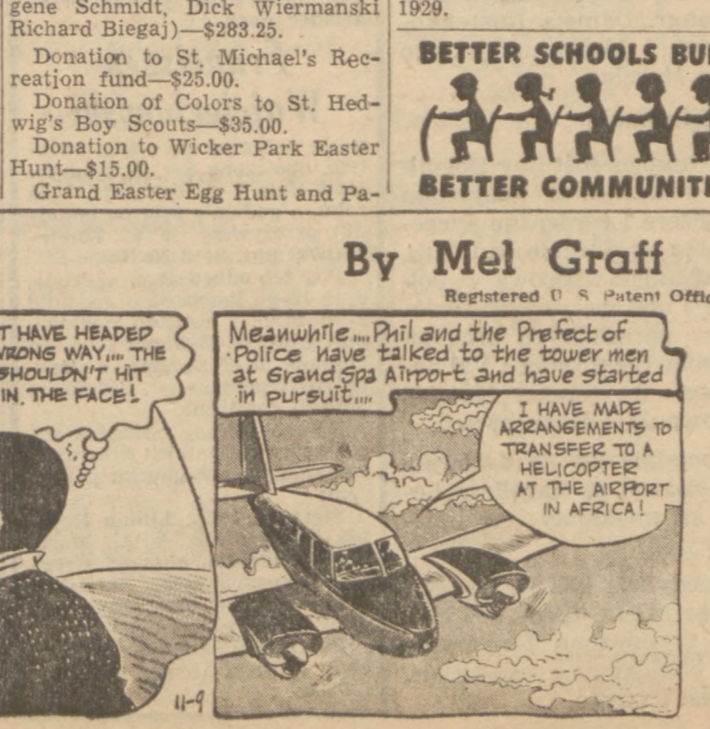 gene Schmidt, Dick Wiermanski
Richard Biegaj)—$283.25.
Donation to St. Michael's Rec-
reation fund—$25.00.
Donation of Colors to St. Hed-
wig's Boy Scouts—$35.00.
Donation to Wicker Park Easter
Hunt—$15.00.
Grand Easter Egg Hunt and Pa-
1929.
BETTER SCHOOLS BUI
BETTER COMMUNITI
By Mel Graff
Registered U S Patent Offic
T HAVE HEADED
WRONG WAY,... THE
SHOULDN'T HIT
IN THE FACE!
11-9
Meanwhile.... Phil and the Prefect of
Police have talked to the tower men
at Grand Spa Airport and have started
in pursuit....
I HAVE MADE
ARRANGEMENTS TO
TRANSFER TO A
HELICOPTER
AT THE AIRPORT
IN AFRICA!